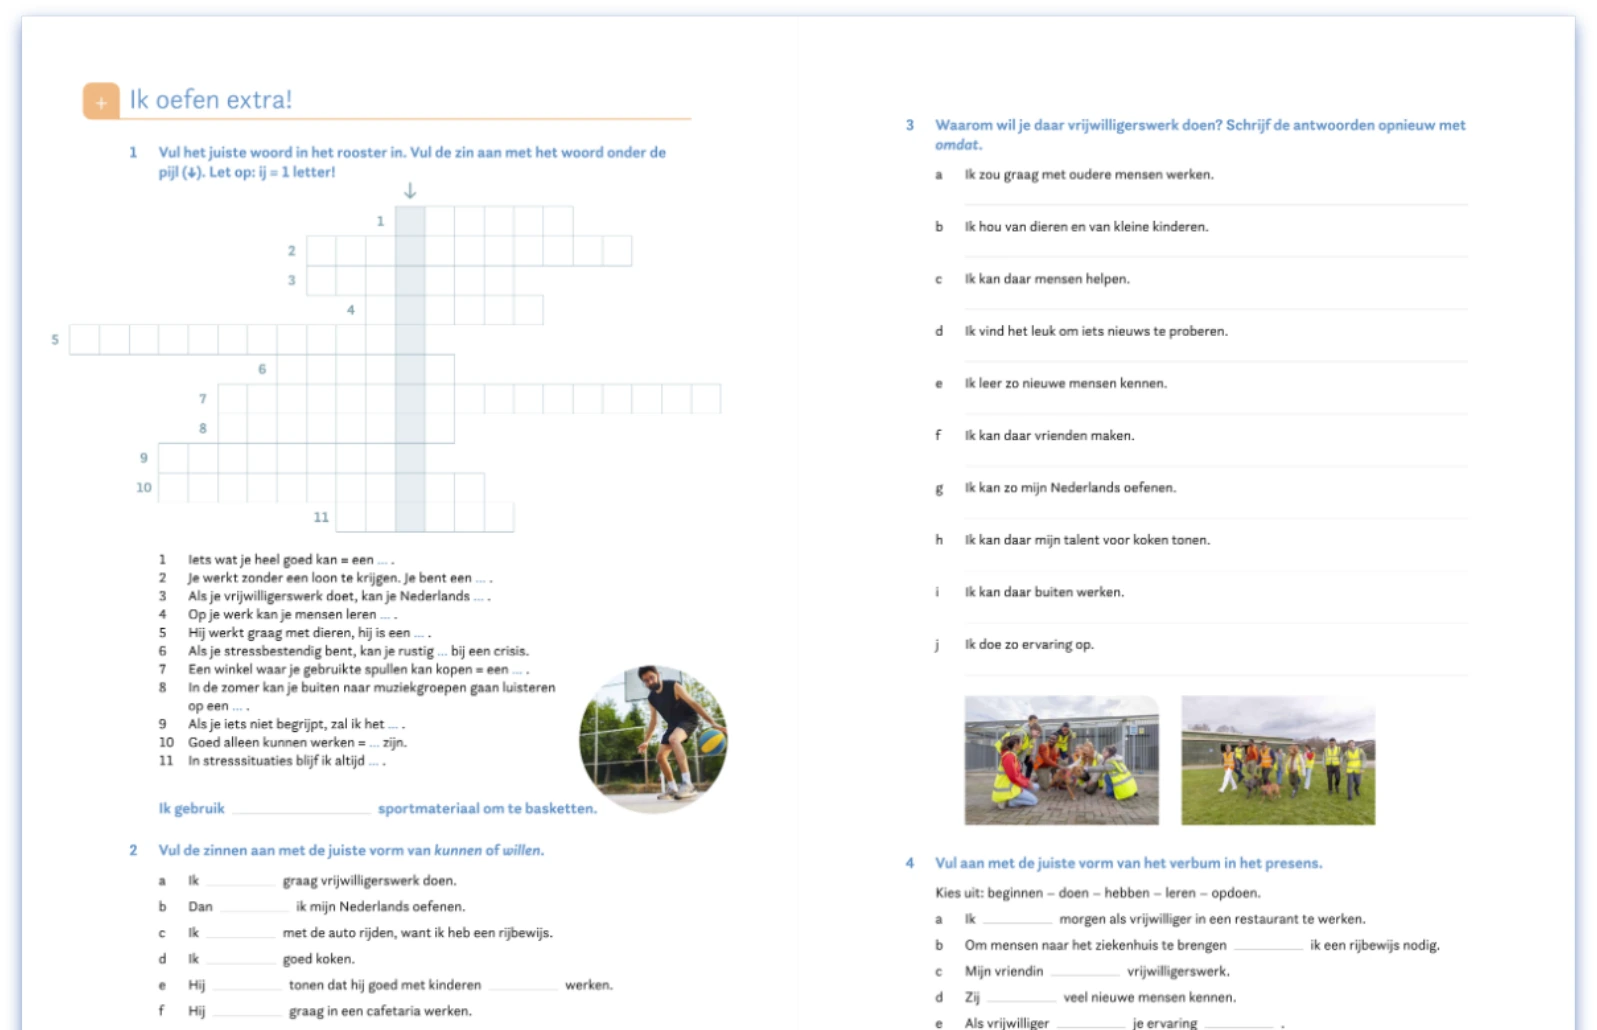 + Ik oefen extra!
1 Vul het juiste woord in het rooster in. Vul de zin aan met het woord onder de
pijl (↓). Let op: ij = 1 letter!
↓
1
2
3
4
5
6
7
8
9
10
11
1 Iets wat je heel goed kan = een ... .
2 Je werkt zonder een loon te krijgen. Je bent een ... .
3 Als je vrijwilligerswerk doet, kan je Nederlands ... .
4 Op je werk kan je mensen leren ... .
5 Hij werkt graag met dieren, hij is een ... .
6 Als je stressbestendig bent, kan je rustig ... bij een crisis.
7 Een winkel waar je gebruikte spullen kan kopen = een ... .
8 In de zomer kan je buiten naar muziekgroepen gaan luisteren
op een ... .
9 Als je iets niet begrijpt, zal ik het ... .
10 Goed alleen kunnen werken = ... zijn.
11 In stresssituaties blijf ik altijd ... .
Ik gebruik ____________ sportmateriaal om te basketten.
2 Vul de zinnen aan met de juiste vorm van kunnen of willen.
a Ik ______ graag vrijwilligerswerk doen.
b Dan ______ ik mijn Nederlands oefenen.
c Ik ______ met de auto rijden, want ik heb een rijbewijs.
d Ik ______ goed koken.
e Hij ______ tonen dat hij goed met kinderen ______ werken.
f Hij ______ graag in een cafetaria werken.
3 Waarom wil je daar vrijwilligerswerk doen? Schrijf de antwoorden opnieuw met
omdat.
a Ik zou graag met oudere mensen werken.
b Ik hou van dieren en van kleine kinderen.
c Ik kan daar mensen helpen.
d Ik vind het leuk om iets nieuws te proberen.
e Ik leer zo nieuwe mensen kennen.
f Ik kan daar vrienden maken.
g Ik kan zo mijn Nederlands oefenen.
h Ik kan daar mijn talent voor koken tonen.
i Ik kan daar buiten werken.
j Ik doe zo ervaring op.
4 Vul aan met de juiste vorm van het verbum in het presens.
Kies uit: beginnen – doen – hebben – leren – opdoen.
a Ik ______ morgen als vrijwilliger in een restaurant te werken.
b Om mensen naar het ziekenhuis te brengen ______ ik een rijbewijs nodig.
c Mijn vriendin ______ vrijwilligerswerk.
d Zij ______ veel nieuwe mensen kennen.
e Als vrijwilliger ______ je ervaring ______ .